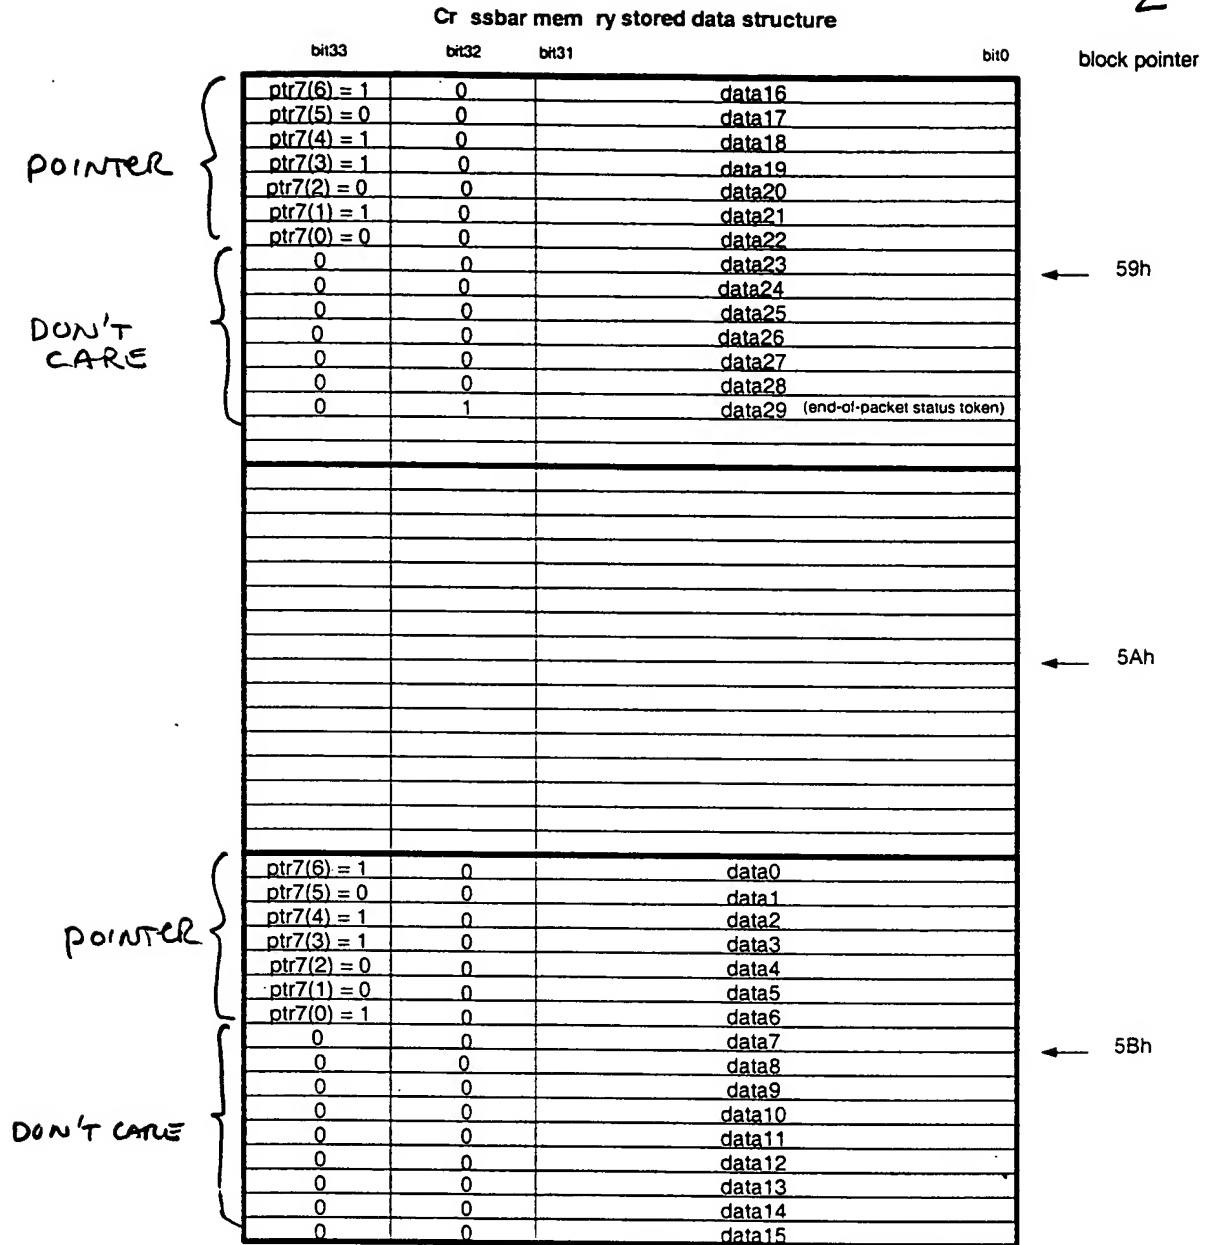 2
Cr ssbar mem ry stored data structure
bit33 bit32 bit31 bit0 block pointer
ptr7(6) = 1 0 data16
ptr7(5) = 0 0 data17
ptr7(4) = 1 0 data18
POINTER
ptr7(3) = 1 0 data19
ptr7(2) = 0 0 data20
ptr7(1) = 1 0 data21
ptr7(0) = 0 0 data22
0 0 data23 59h
0 0 data24
0 0 data25
DON'T CARE
0 0 data26
0 0 data27
0 0 data28
0 1 data29 (end-of-packet status token)
5Ah
ptr7(6) = 1 0 data0
ptr7(5) = 0 0 data1
ptr7(4) = 1 0 data2
POINTER
ptr7(3) = 1 0 data3
ptr7(2) = 0 0 data4
ptr7(1) = 0 0 data5
ptr7(0) = 1 0 data6
0 0 data7 5Bh
0 0 data8
0 0 data9
0 0 data10
DON'T CARE
0 0 data11
0 0 data12
0 0 data13
0 0 data14
0 0 data15